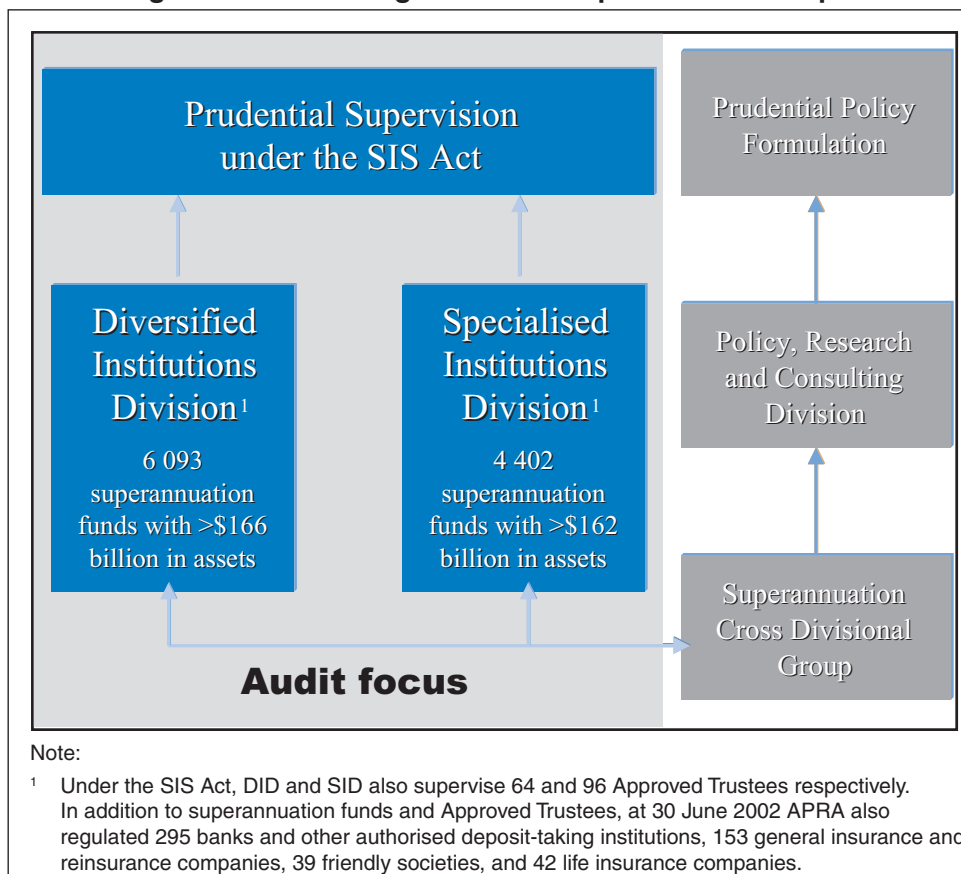 Prudential Supervision
under the SIS Act
Prudential Policy
Formulation
Diversified
Institutions
Division¹
6 093
superannuation
funds with >$166
billion in assets
Specialised
Institutions
Division¹
4 402
superannuation
funds with >$162
billion in assets
Policy, Research
and Consulting
Division
Superannuation
Cross Divisional
Group
Audit focus
Note:
¹ Under the SIS Act, DID and SID also supervise 64 and 96 Approved Trustees respectively.
In addition to superannuation funds and Approved Trustees, at 30 June 2002 APRA also
regulated 295 banks and other authorised deposit-taking institutions, 153 general insurance and
reinsurance companies, 39 friendly societies, and 42 life insurance companies.